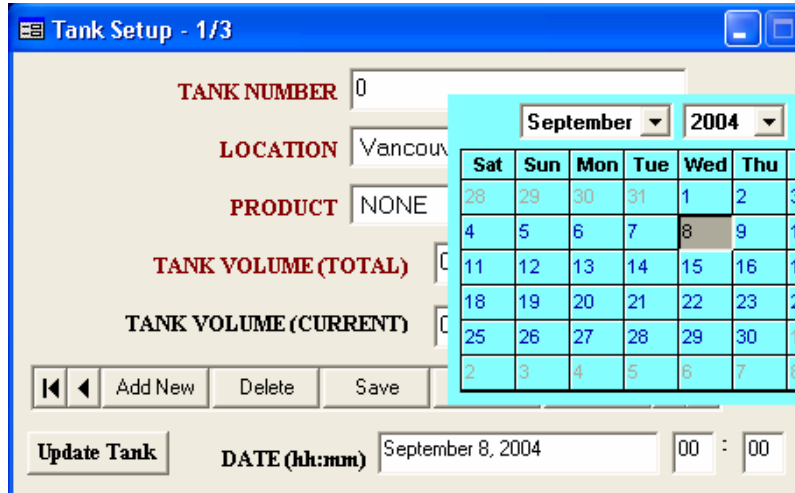 Tank Setup - 1/3
TANK NUMBER 0
September 2004
LOCATION Vancouv
Sat Sun Mon Tue Wed Thu
28 29 30 31 1 2 3
PRODUCT NONE
4 5 6 7 8 9
TANK VOLUME (TOTAL)
11 12 13 14 15 16
18 19 20 21 22 23
TANK VOLUME (CURRENT)
25 26 27 28 29 30
2 3 4 5 6 7
Add New Delete Save
Update Tank DATE (hh:mm) September 8, 2004 00 : 00